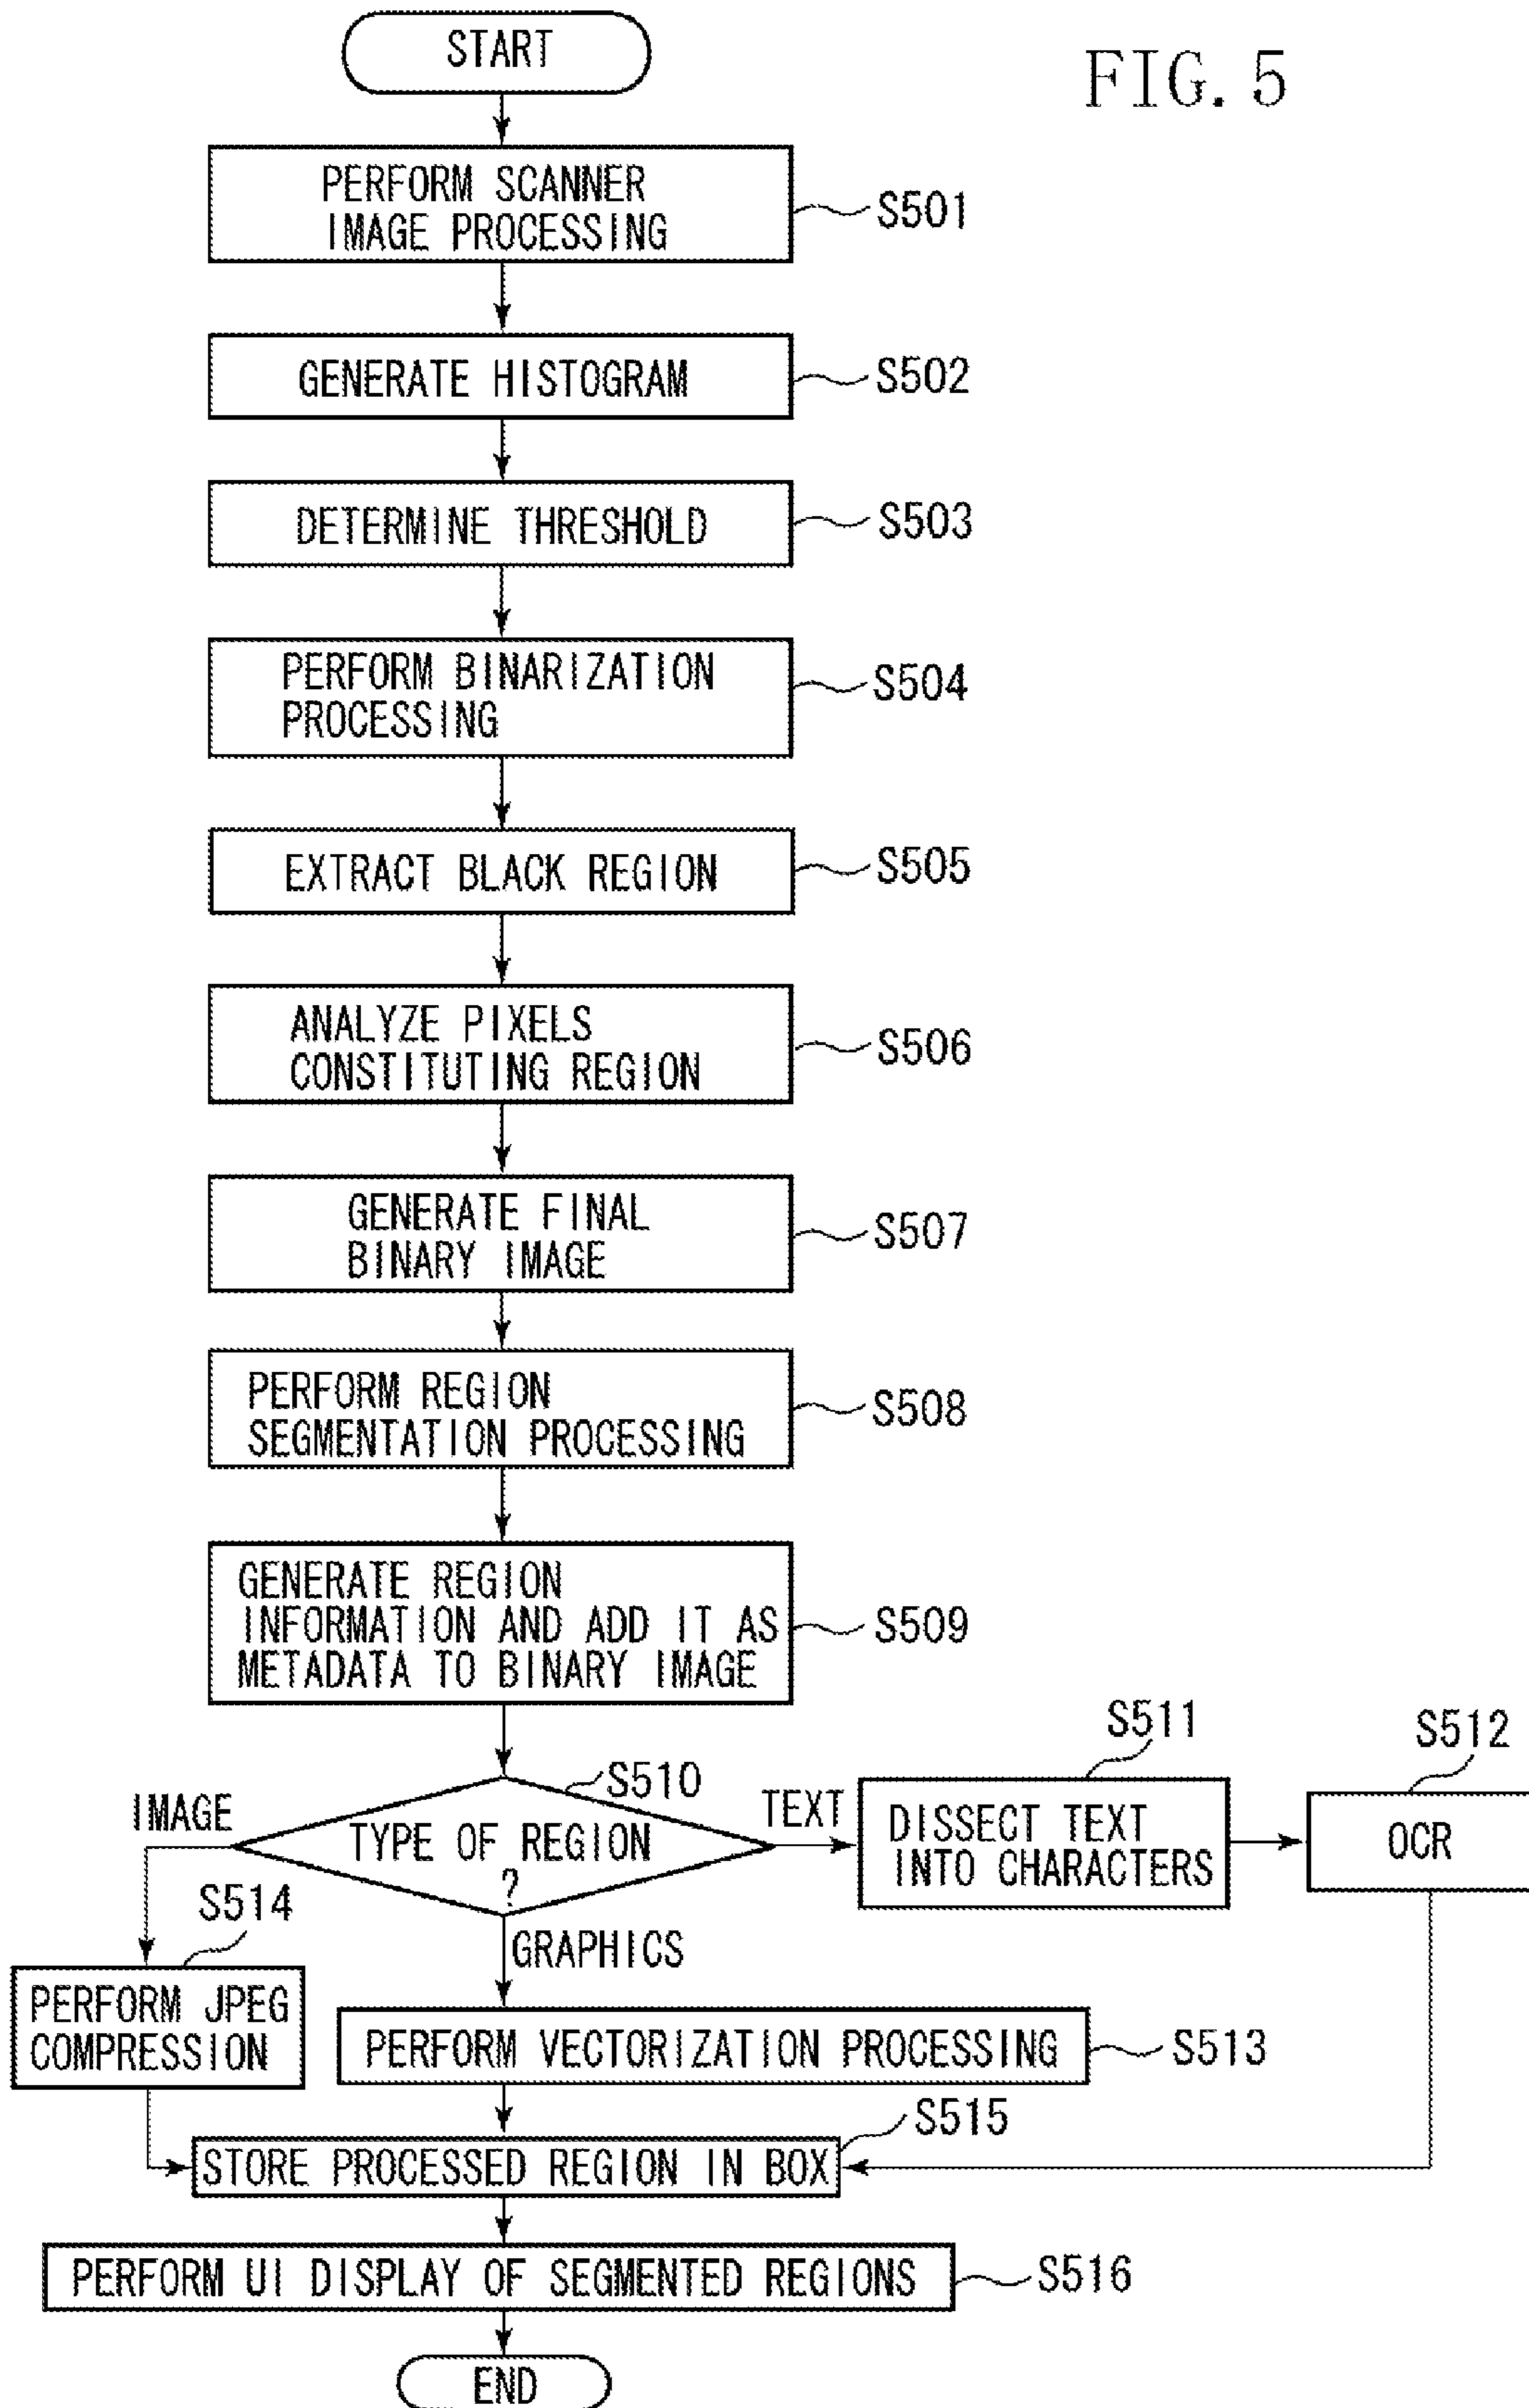 START
FIG. 5
PERFORM SCANNER
IMAGE PROCESSING
S501
GENERATE HISTOGRAM
S502
DETERMINE THRESHOLD
S503
PERFORM BINARIZATION
PROCESSING
S504
EXTRACT BLACK REGION
S505
ANALYZE PIXELS
CONSTITUTING REGION
S506
GENERATE FINAL
BINARY IMAGE
S507
PERFORM REGION
SEGMENTATION PROCESSING
S508
GENERATE REGION
INFORMATION AND ADD IT AS
METADATA TO BINARY IMAGE
S509
S510
TYPE OF REGION
?
IMAGE
TEXT
GRAPHICS
S511
DISSECT TEXT
INTO CHARACTERS
S512
OCR
S514
PERFORM JPEG
COMPRESSION
PERFORM VECTORIZATION PROCESSING
S513
S515
STORE PROCESSED REGION IN BOX
PERFORM UI DISPLAY OF SEGMENTED REGIONS
S516
END